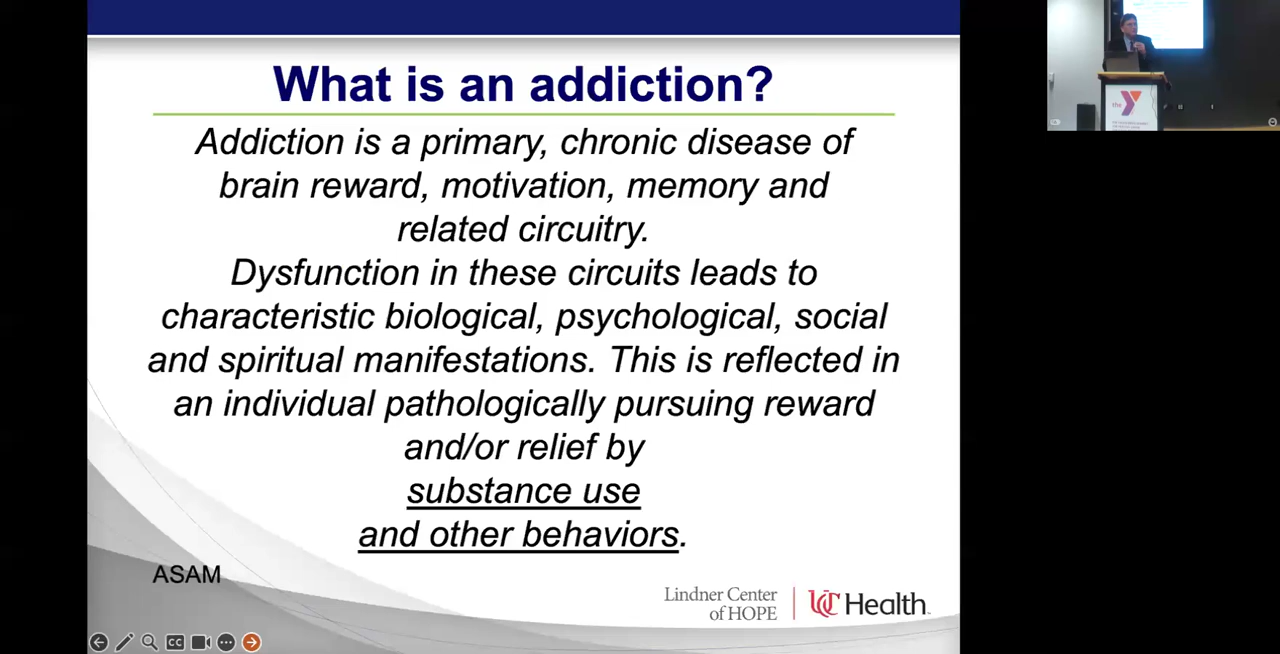 What is an addiction?
Addiction is a primary, chronic disease of
brain reward, motivation, memory and
related circuitry.
Dysfunction in these circuits leads to
characteristic biological, psychological, social
and spiritual manifestations. This is reflected in
an individual pathologically pursuing reward
and/or relief by
substance use
and other behaviors.
ASAM
Lindner Center
of HOPE
UC Health
CC
the Y